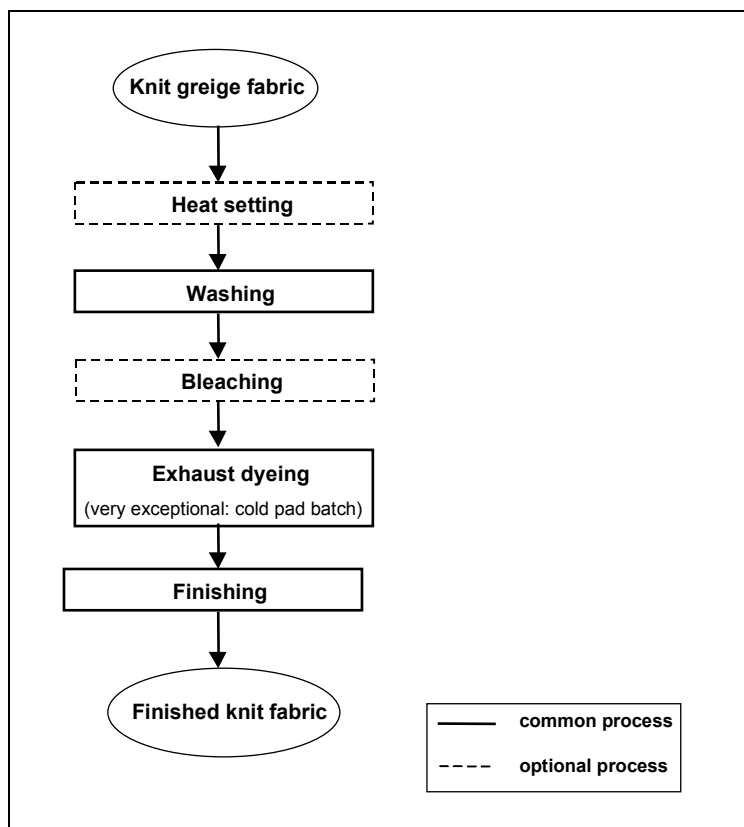 Knit greige fabric
Heat setting
Washing
Bleaching
Exhaust dyeing
(very exceptional: cold pad batch)
Finishing
Finished knit fabric
common process
optional process